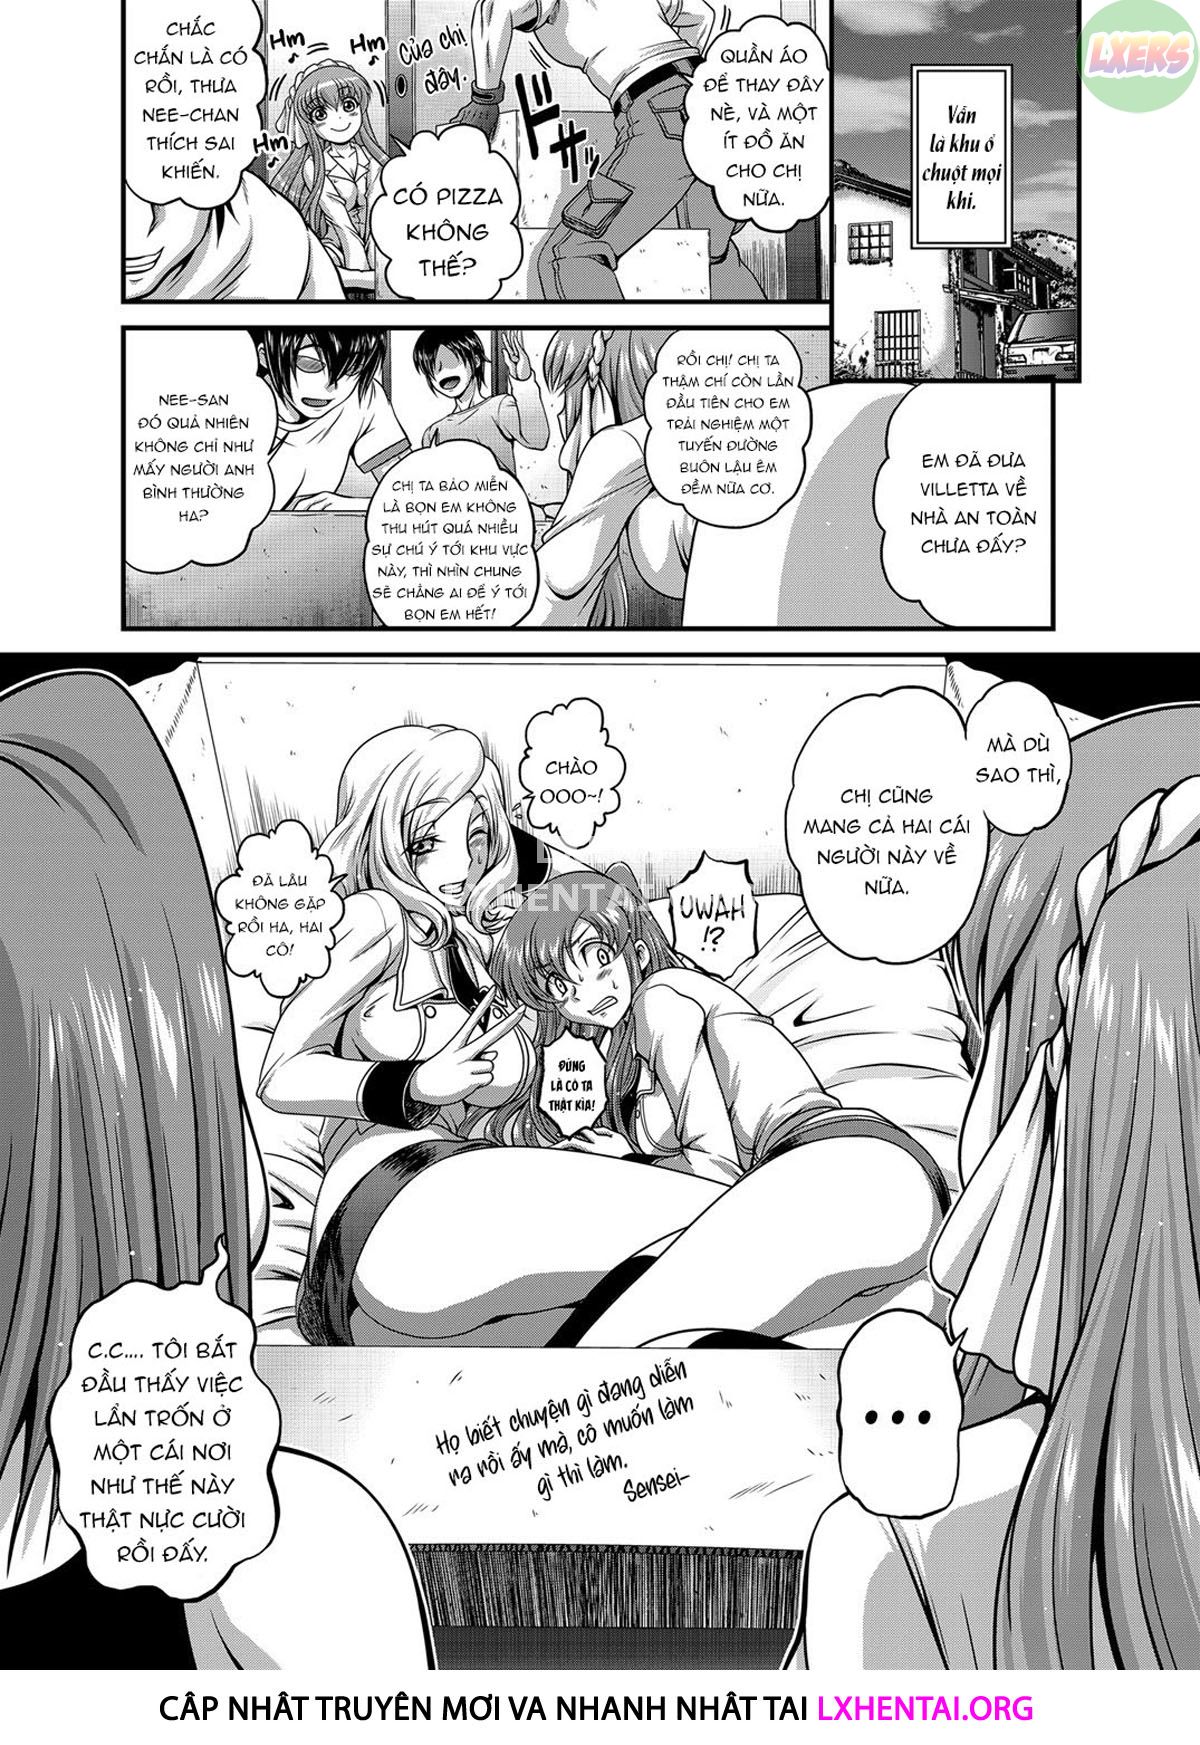 LXERS
Vẫn
là khu ổ
chuột mọi
khi.
QUẦN ÁO
ĐỂ THAY ĐÂY
NÈ, VÀ MỘT
ÍT ĐỒ ĂN
CHO CHỊ
NỮA.
CÓ PIZZA
KHÔNG
THẾ?
Của chị
đây.
Hm
Hm
Hm
CHẮC
CHẮN LÀ CÓ
RỒI, THƯA
NEE-CHAN
THÍCH SAI
KHIẾN.
EM ĐÃ ĐƯA
VILLETTA VỀ
NHÀ AN TOÀN
CHƯA ĐẤY?
RỒI CHỊ! CHỊ TA
THẬM CHÍ CÒN LẦN
ĐẦU TIÊN CHO EM
TRẢI NGHIỆM MỘT
TUYẾN ĐƯỜNG
BUÔN LẬU ÊM
ĐỀM NỮA CƠ.
CHỊ TA BẢO MIỄN
LÀ BỌN EM KHÔNG
THU HÚT QUÁ NHIỀU
SỰ CHÚ Ý TỚI KHU VỰC
NÀY, THÌ NHÌN CHUNG
SẼ CHẲNG AI ĐỂ Ý TỚI
BỌN EM HẾT!
NEE-SAN
ĐÓ QUẢ NHIÊN
KHÔNG CHỈ NHƯ
MẤY NGƯỜI ANH
BÌNH THƯỜNG
HA?
MÀ DÙ
SAO THÌ,
CHỊ CŨNG
MANG CẢ HAI CÁI
NGƯỜI NÀY VỀ
NỮA.
CHÀO
OOO~!
ĐÃ LÂU
KHÔNG GẶP
RỒI HA, HAI
CÔ!
UWAH
!?
ĐÚNG
LÀ CÔ TA
THẬT KÌA!
LXHENTAI
...
C.C.... TÔI BẮT
ĐẦU THẤY VIỆC
LẨN TRỐN Ở
MỘT CÁI NƠI
NHƯ THẾ NÀY
THẬT NỰC CƯỜI
RỒI ĐẤY.
Họ biết chuyện gì đang diễn
ra rồi ấy mà, cô muốn làm
gì thì làm.
Sensei~
CẬP NHẬT TRUYỆN MỚI VÀ NHANH NHẤT TẠI LXHENTAI.ORG